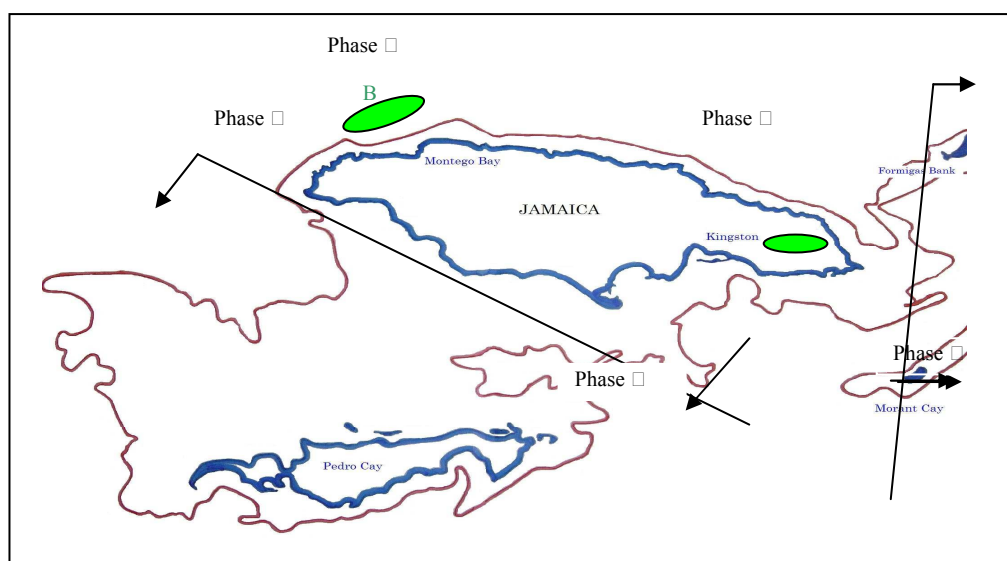 Phase □
B
Phase □
Phase □
Montego Bay
Formigas Bank
JAMAICA
Kingston
Phase □
Phase □
Morant Cay
Pedro Cay